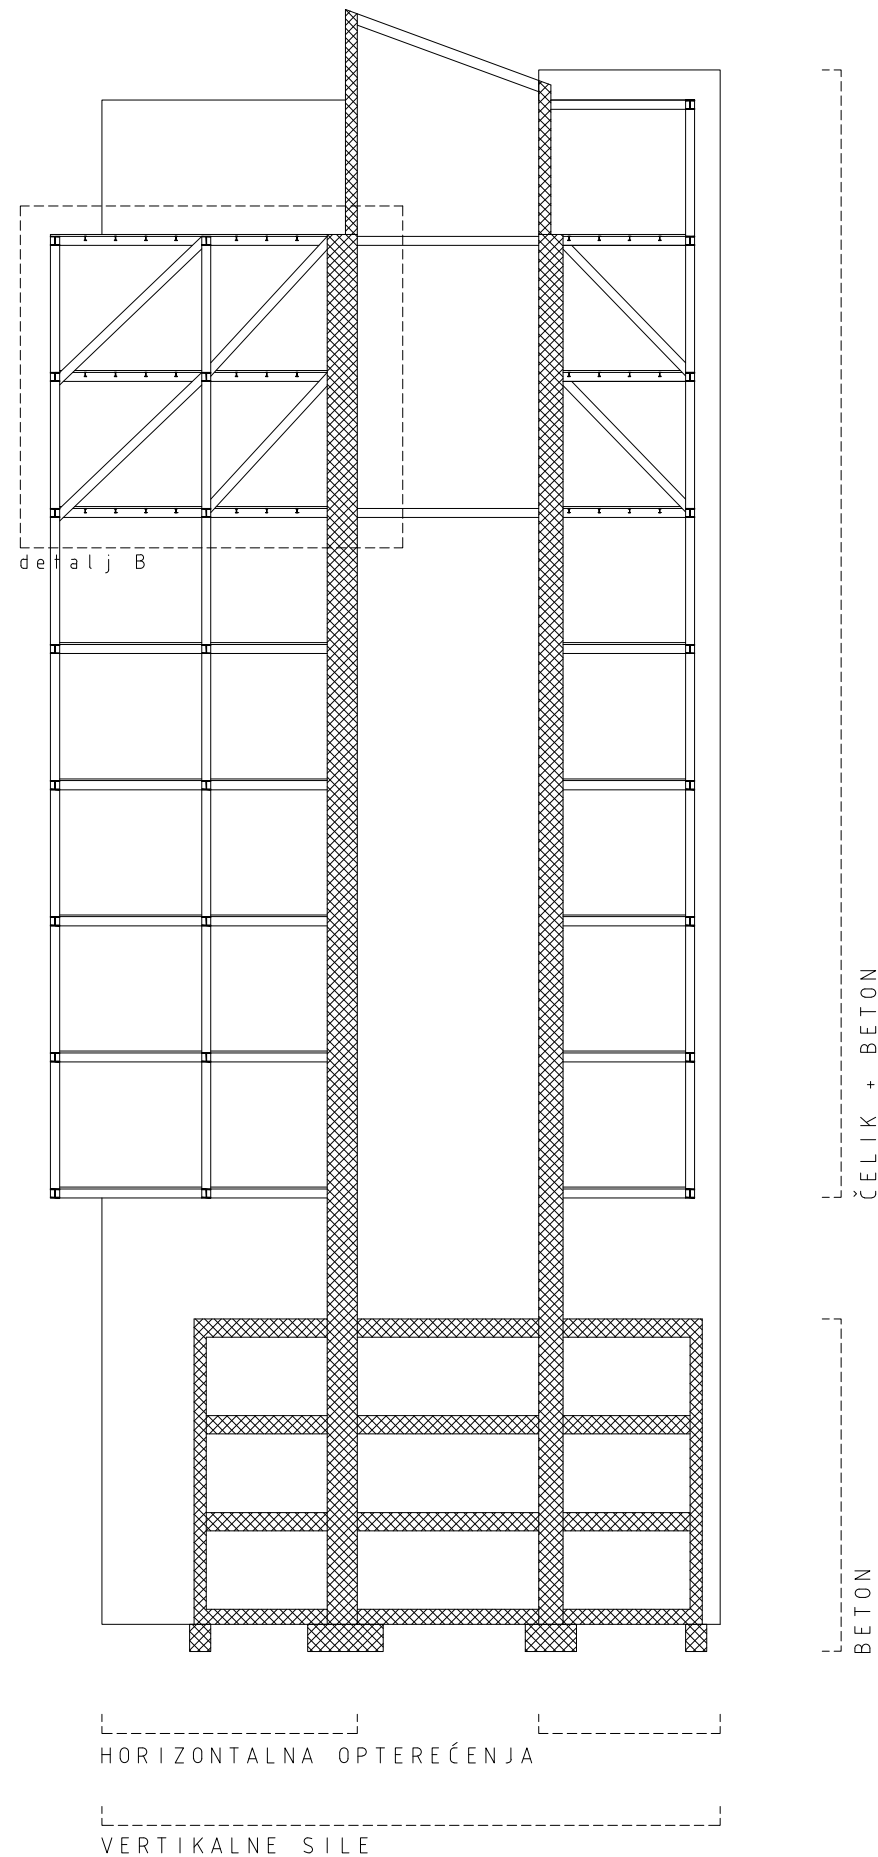 detalj B
ČELIK + BETON
BETON
HORIZONTALNA OPTEREĆENJA
VERTIKALNE SILE